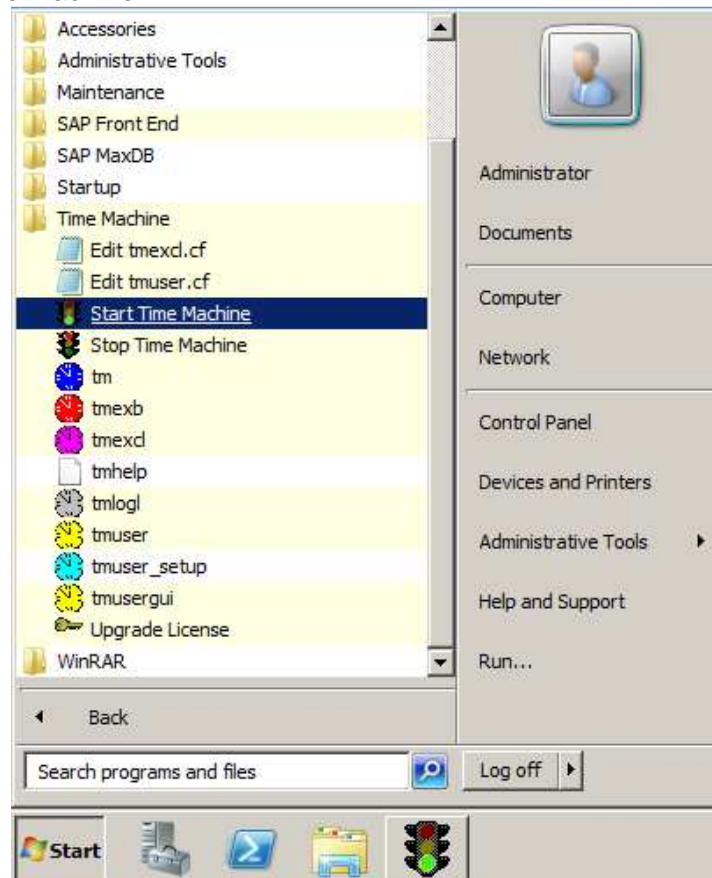 Accessories
Administrative Tools
Maintenance
SAP Front End
SAP MaxDB
Startup
Time Machine
Edit tmexcl.cf
Edit tmuser.cf
Start Time Machine
Stop Time Machine
tm
tmexb
tmexcl
tmhelp
tmlogl
tmuser
tmuser_setup
tmusergui
Upgrade License
WinRAR
Back
Search programs and files
Administrator
Documents
Computer
Network
Control Panel
Devices and Printers
Administrative Tools
Help and Support
Run...
Log off
Start